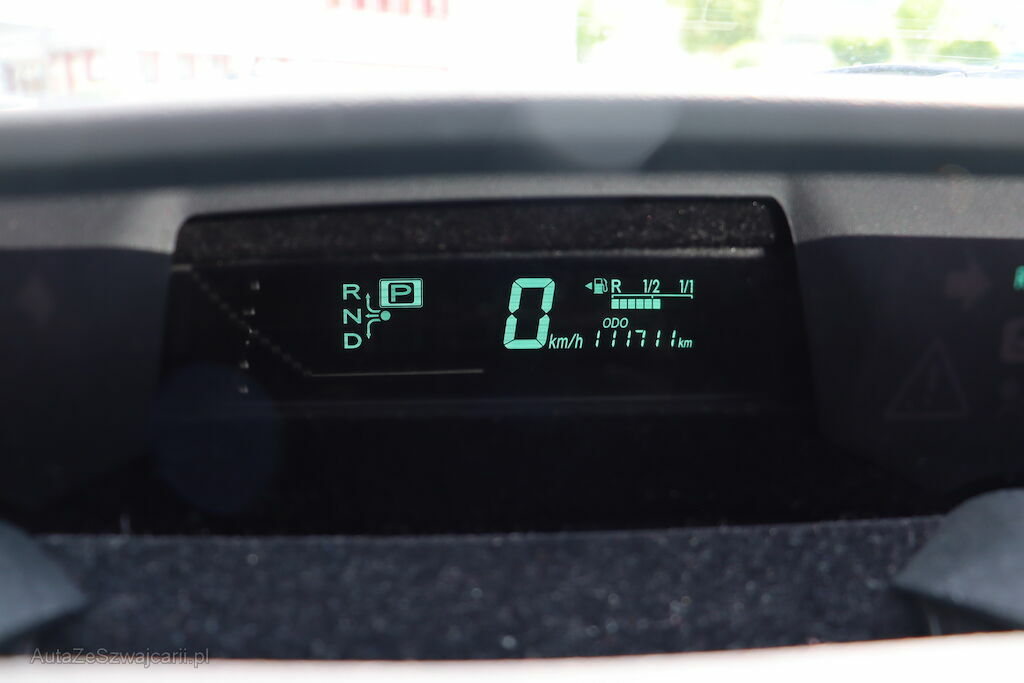 R P
N
D
0 km/h
R 1/2 1/1
ODO
111711 km
AutaZeSzwajcarii.pl